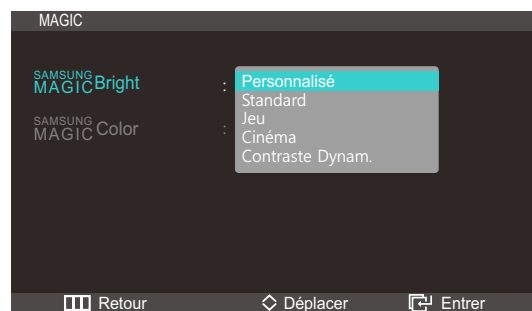 MAGIC
SAMSUNG MAGIC Bright : Personnalisé
Standard
SAMSUNG MAGIC Color : Jeu
Cinéma
Contraste Dynam.
Retour Déplacer Entrer